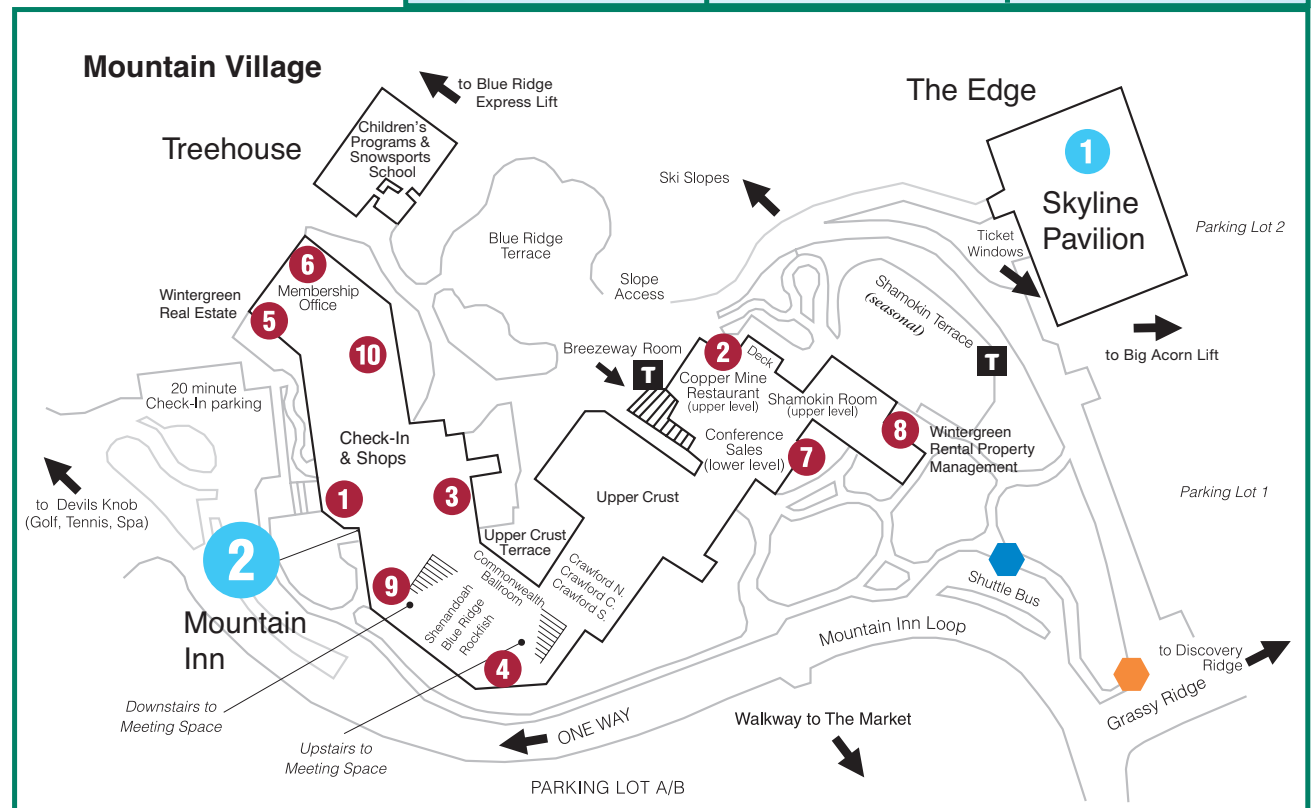 Mountain Village
to Blue Ridge
Express Lift
The Edge
Treehouse
Children's
Programs &
Snowsports
School
1
Skyline
Pavilion
Ski Slopes
Parking Lot 2
Ticket
Windows
Blue Ridge
Terrace
Slope
Access
Shamokin Terrace
(seasonal)
6
Membership
Office
Wintergreen
Real Estate
5
10
to Big Acorn Lift
Breezeway Room
T
2
Deck
T
Copper Mine
Restaurant
(upper level)
Shamokin Room
(upper level)
20 minute
Check-In parking
8
Wintergreen
Rental Property
Management
Conference
Sales
(lower level)
7
Check-In
& Shops
1
3
Upper Crust
Parking Lot 1
to Devils Knob
(Golf, Tennis, Spa)
Upper Crust
Terrace
2
Mountain
Inn
9
Commonwealth
Ballroom
Crawford N.
Crawford C.
Crawford S.
Shenandoah
Blue Ridge
Rockfish
4
Shuttle Bus
Mountain Inn Loop
to Discovery
Ridge
Grassy Ridge
Downstairs to
Meeting Space
Upstairs to
Meeting Space
ONE WAY
Walkway to The Market
PARKING LOT A/B